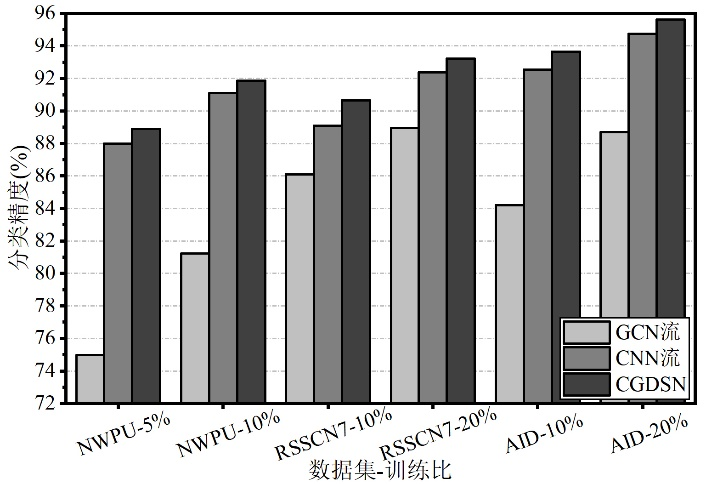 96
94
92
90
88
86
84
82
80
78
76
74
72
分类精度(%)
GCN流
CNN流
CGDSN
NWPU-5%
NWPU-10%
RSSCN7-10%
RSSCN7-20%
AID-10%
AID-20%
数据集-训练比